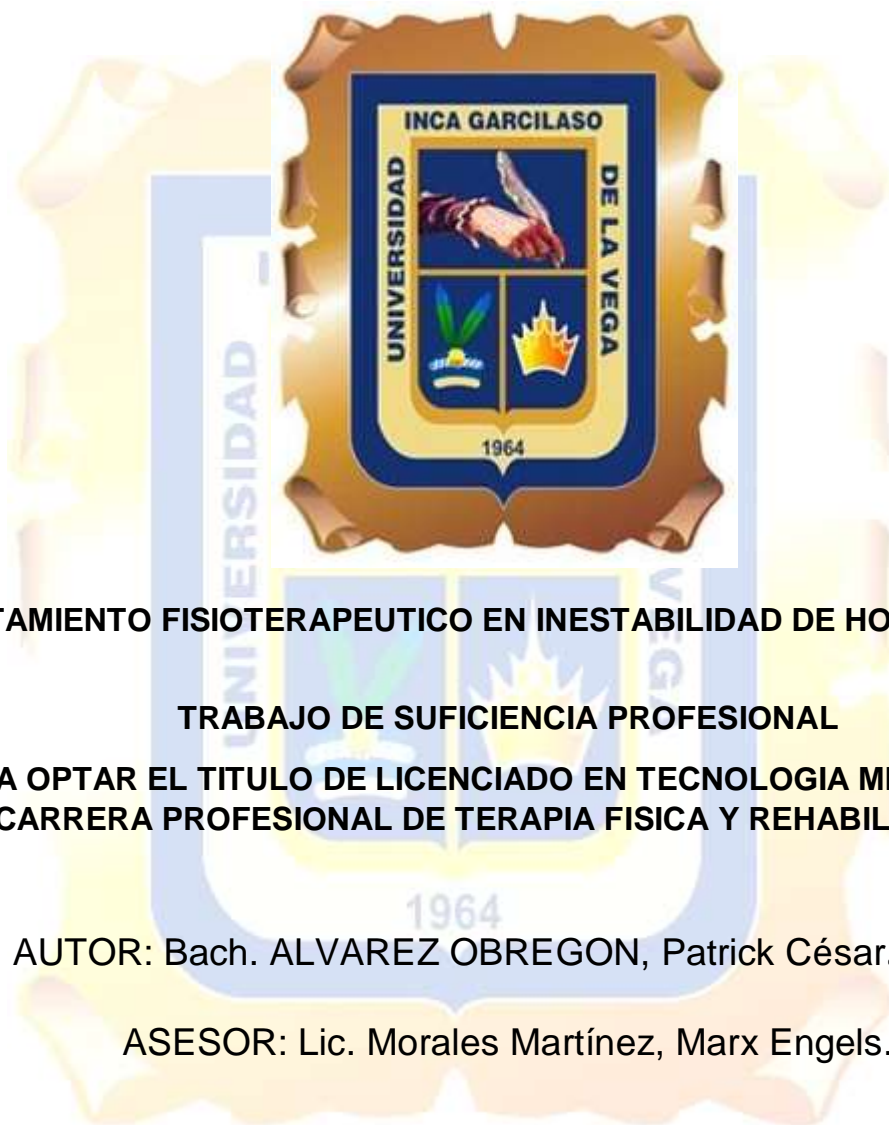 INCA GARCILASO
UNIVERSIDAD
DE LA VEGA
1964
TAMIENTO FISIOTERAPEUTICO EN INESTABILIDAD DE HO
TRABAJO DE SUFICIENCIA PROFESIONAL
A OPTAR EL TITULO DE LICENCIADO EN TECNOLOGIA M
CARRERA PROFESIONAL DE TERAPIA FISICA Y REHABIL
UNIVERSIDAD
VEGA
1964
AUTOR: Bach. ALVAREZ OBREGON, Patrick César.
ASESOR: Lic. Morales Martínez, Marx Engels.